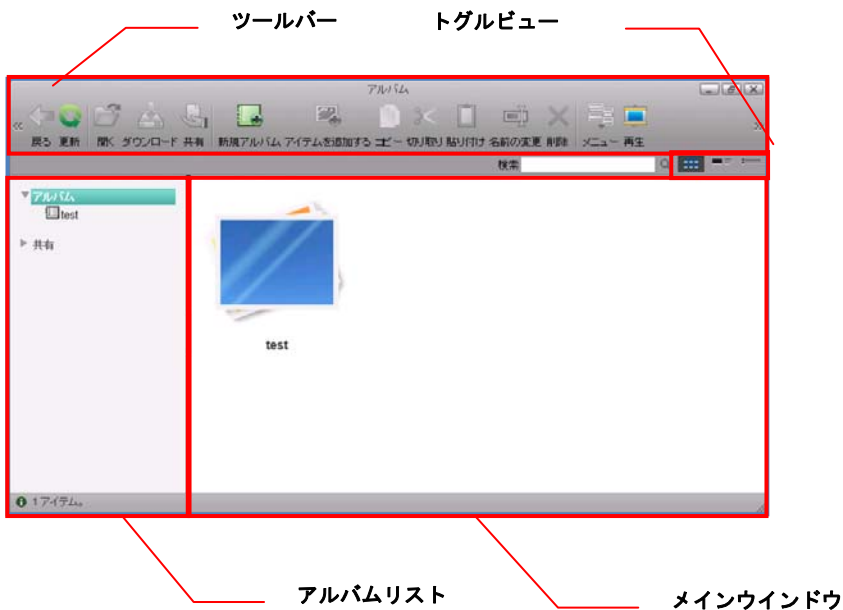 ツールバー トグルビュー
アルバム
« 戻る 更新 開く ダウンロード 共有 新規アルバム アイテムを追加する コピー 切り取り 貼り付け 名前の変更 削除 メニュー 再生 »
検索
アルバム
test
共有
test
1 アイテム。
アルバムリスト メインウインドウ